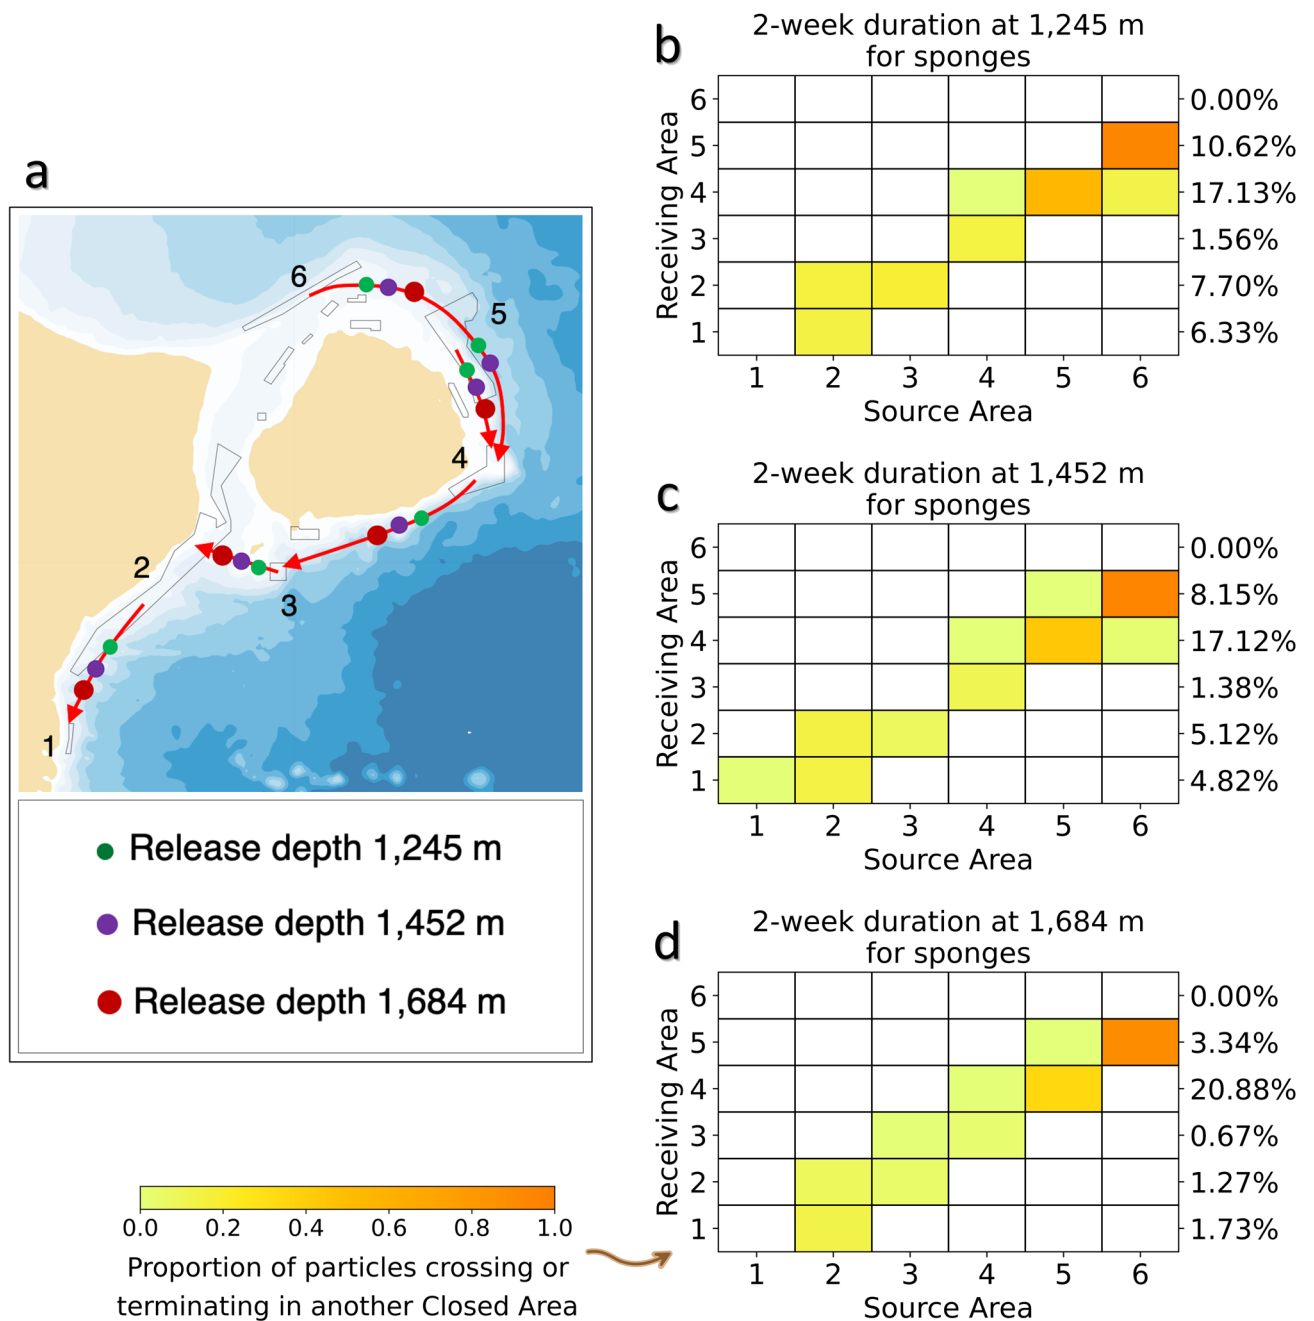 a
6
5
4
2
3
1
Release depth 1,245 m
Release depth 1,452 m
Release depth 1,684 m
0.0 0.2 0.4 0.6 0.8 1.0
Proportion of particles crossing or
terminating in another Closed Area
b
2-week duration at 1,245 m
for sponges
Receiving Area
6 0.00%
5 10.62%
4 17.13%
3 1.56%
2 7.70%
1 6.33%
1 2 3 4 5 6
Source Area
c
2-week duration at 1,452 m
for sponges
Receiving Area
6 0.00%
5 8.15%
4 17.12%
3 1.38%
2 5.12%
1 4.82%
1 2 3 4 5 6
Source Area
d
2-week duration at 1,684 m
for sponges
Receiving Area
6 0.00%
5 3.34%
4 20.88%
3 0.67%
2 1.27%
1 1.73%
1 2 3 4 5 6
Source Area